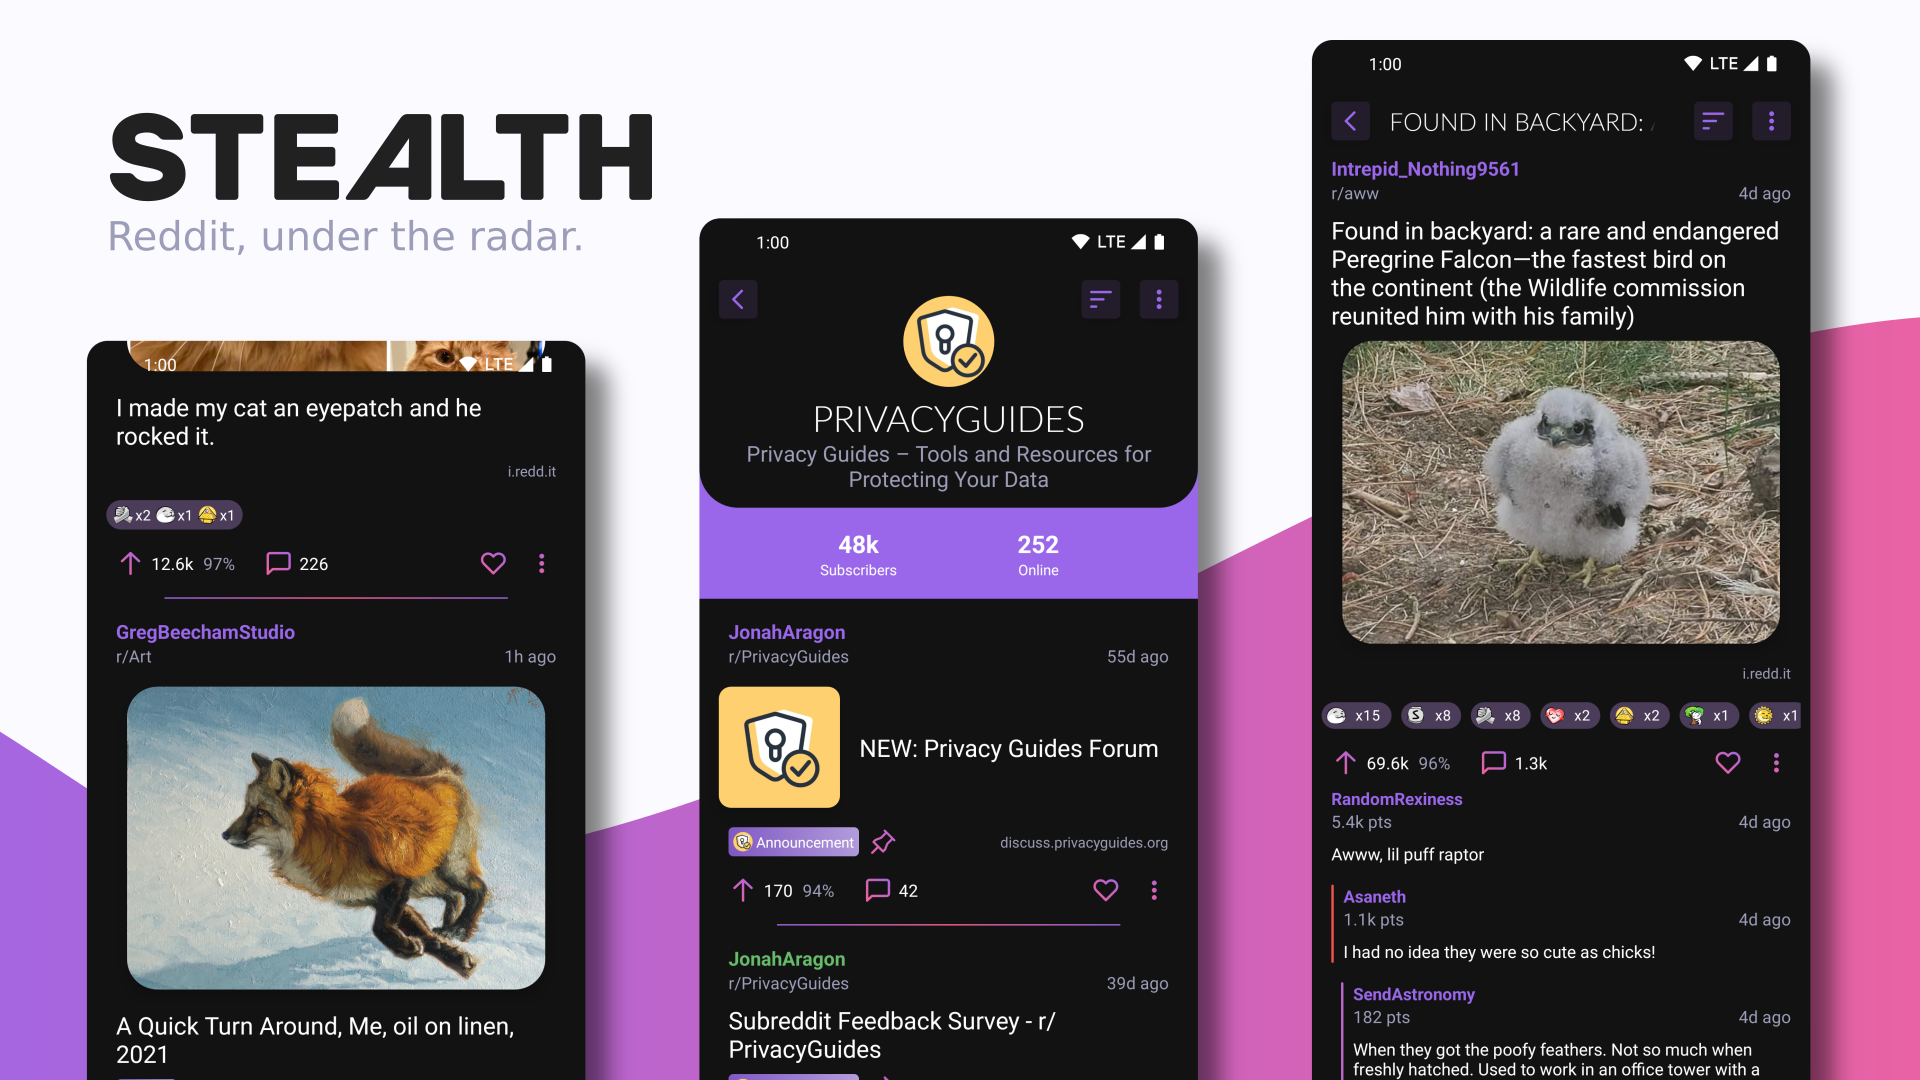 STEALTH
Reddit, under the radar.
1:00
LTE
I made my cat an eyepatch and he
rocked it.
i.redd.it
x2 x1 x1
12.6k 97% 226
GregBeechamStudio
r/Art 1h ago
A Quick Turn Around, Me, oil on linen,
2021
1:00
LTE
PRIVACYGUIDES
Privacy Guides – Tools and Resources for
Protecting Your Data
48k 252
Subscribers Online
JonahAragon
r/PrivacyGuides 55d ago
NEW: Privacy Guides Forum
Announcement discuss.privacyguides.org
170 94% 42
JonahAragon
r/PrivacyGuides 39d ago
Subreddit Feedback Survey - r/
PrivacyGuides
1:00
LTE
FOUND IN BACKYARD:
Intrepid_Nothing9561
r/aww 4d ago
Found in backyard: a rare and endangered
Peregrine Falcon—the fastest bird on
the continent (the Wildlife commission
reunited him with his family)
i.redd.it
x15 S x8 x8 x2 x2 x1 x1
69.6k 96% 1.3k
RandomRexiness
5.4k pts 4d ago
Awww, lil puff raptor
Asaneth
1.1k pts 4d ago
I had no idea they were so cute as chicks!
SendAstronomy
182 pts 4d ago
When they got the poofy feathers. Not so much when
freshly hatched. Used to work in an office tower with a